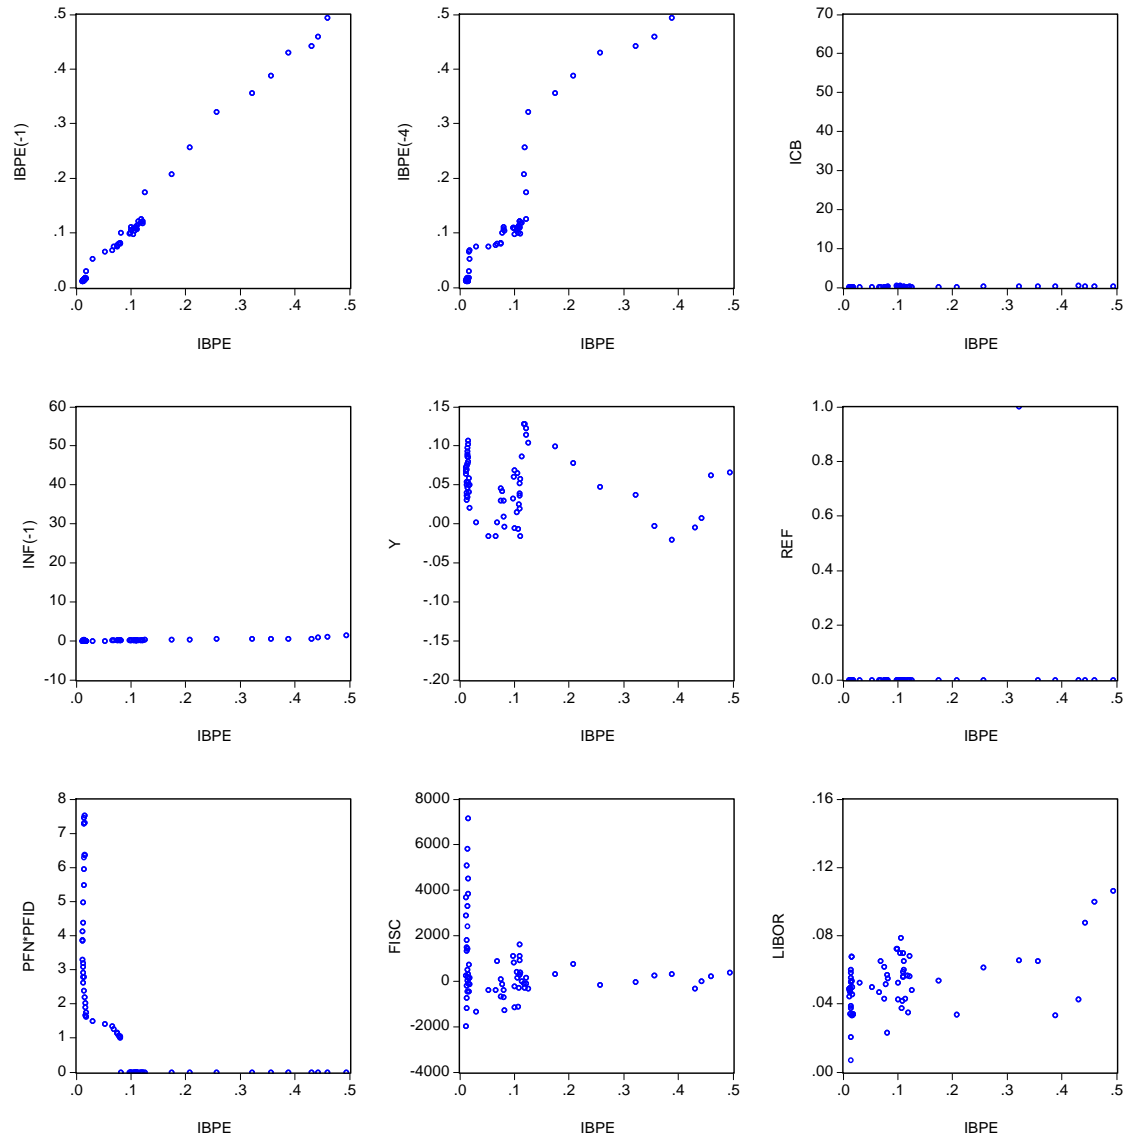 .5
.4
.3
.2
.1
.0
IBPE(-1)
.0 .1 .2 .3 .4 .5
IBPE
.5
.4
.3
.2
.1
.0
IBPE(-4)
.0 .1 .2 .3 .4 .5
IBPE
70
60
50
40
30
20
10
0
ICB
.0 .1 .2 .3 .4 .5
IBPE
60
50
40
30
20
10
0
-10
INF(-1)
.0 .1 .2 .3 .4 .5
IBPE
.15
.10
.05
.00
-.05
-.10
-.15
-.20
Y
.0 .1 .2 .3 .4 .5
IBPE
1.0
0.8
0.6
0.4
0.2
0.0
REF
.0 .1 .2 .3 .4 .5
IBPE
8
7
6
5
4
3
2
1
0
PFN*PFID
.0 .1 .2 .3 .4 .5
IBPE
8000
6000
4000
2000
0
-2000
-4000
FISC
.0 .1 .2 .3 .4 .5
IBPE
.16
.12
.08
.04
.00
LIBOR
.0 .1 .2 .3 .4 .5
IBPE